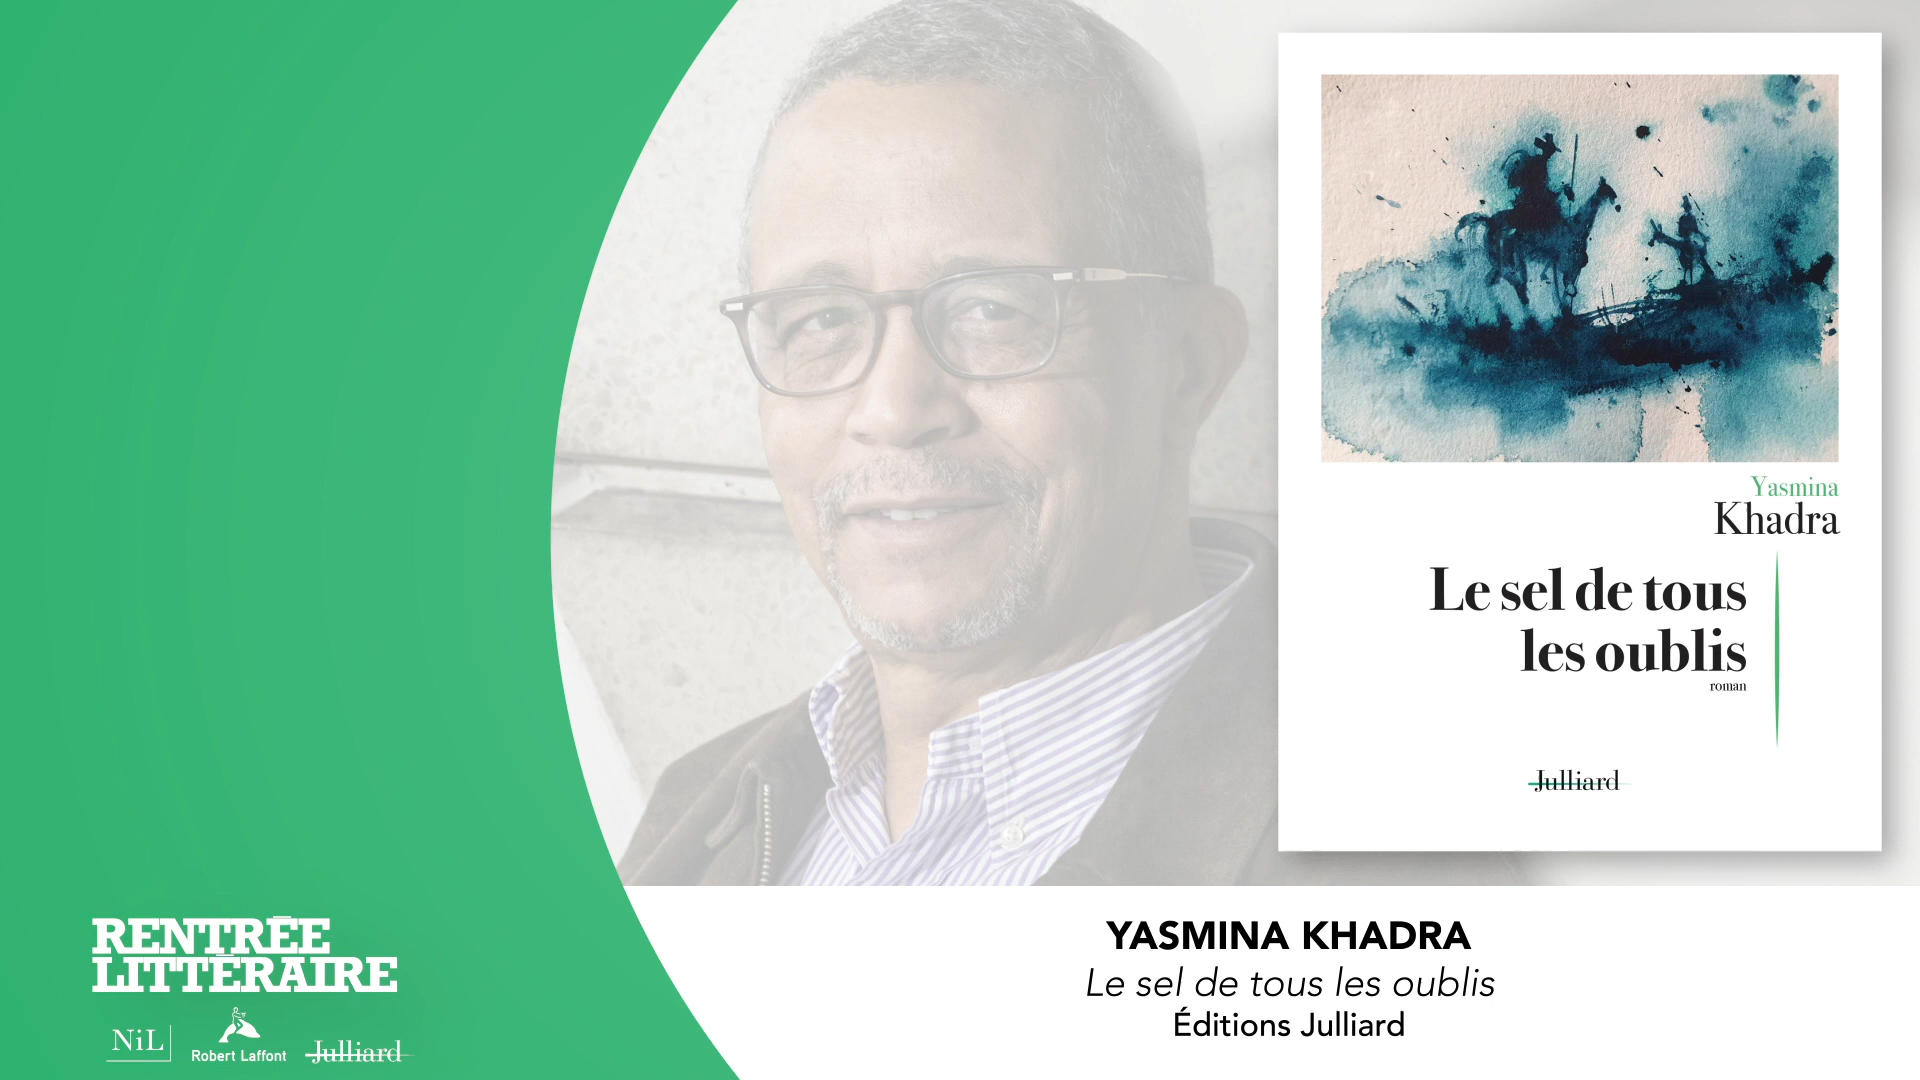 Yasmina
Khadra
Le sel de tous
les oublis
roman
Julliard
RENTRÉE
LITTÉRAIRE
NiL
Robert Laffont
Julliard
YASMINA KHADRA
Le sel de tous les oublis
Éditions Julliard